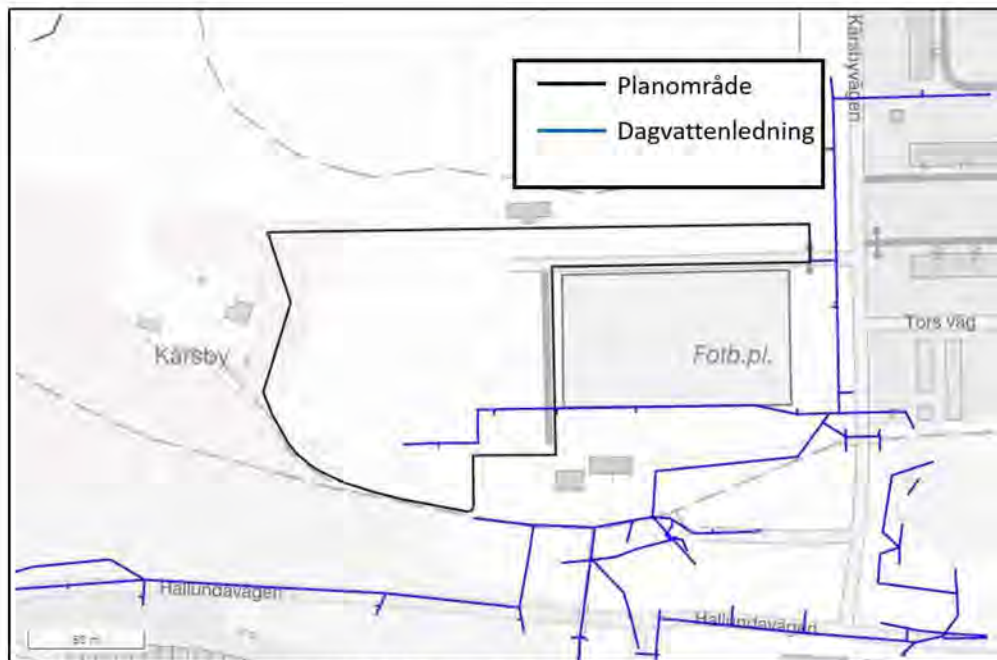 Kärsbyvägen
Planområde
Dagvattenledning
Tors väg
Fotb.pl.
Kärsby
Hallundavägen
Hallundavägen